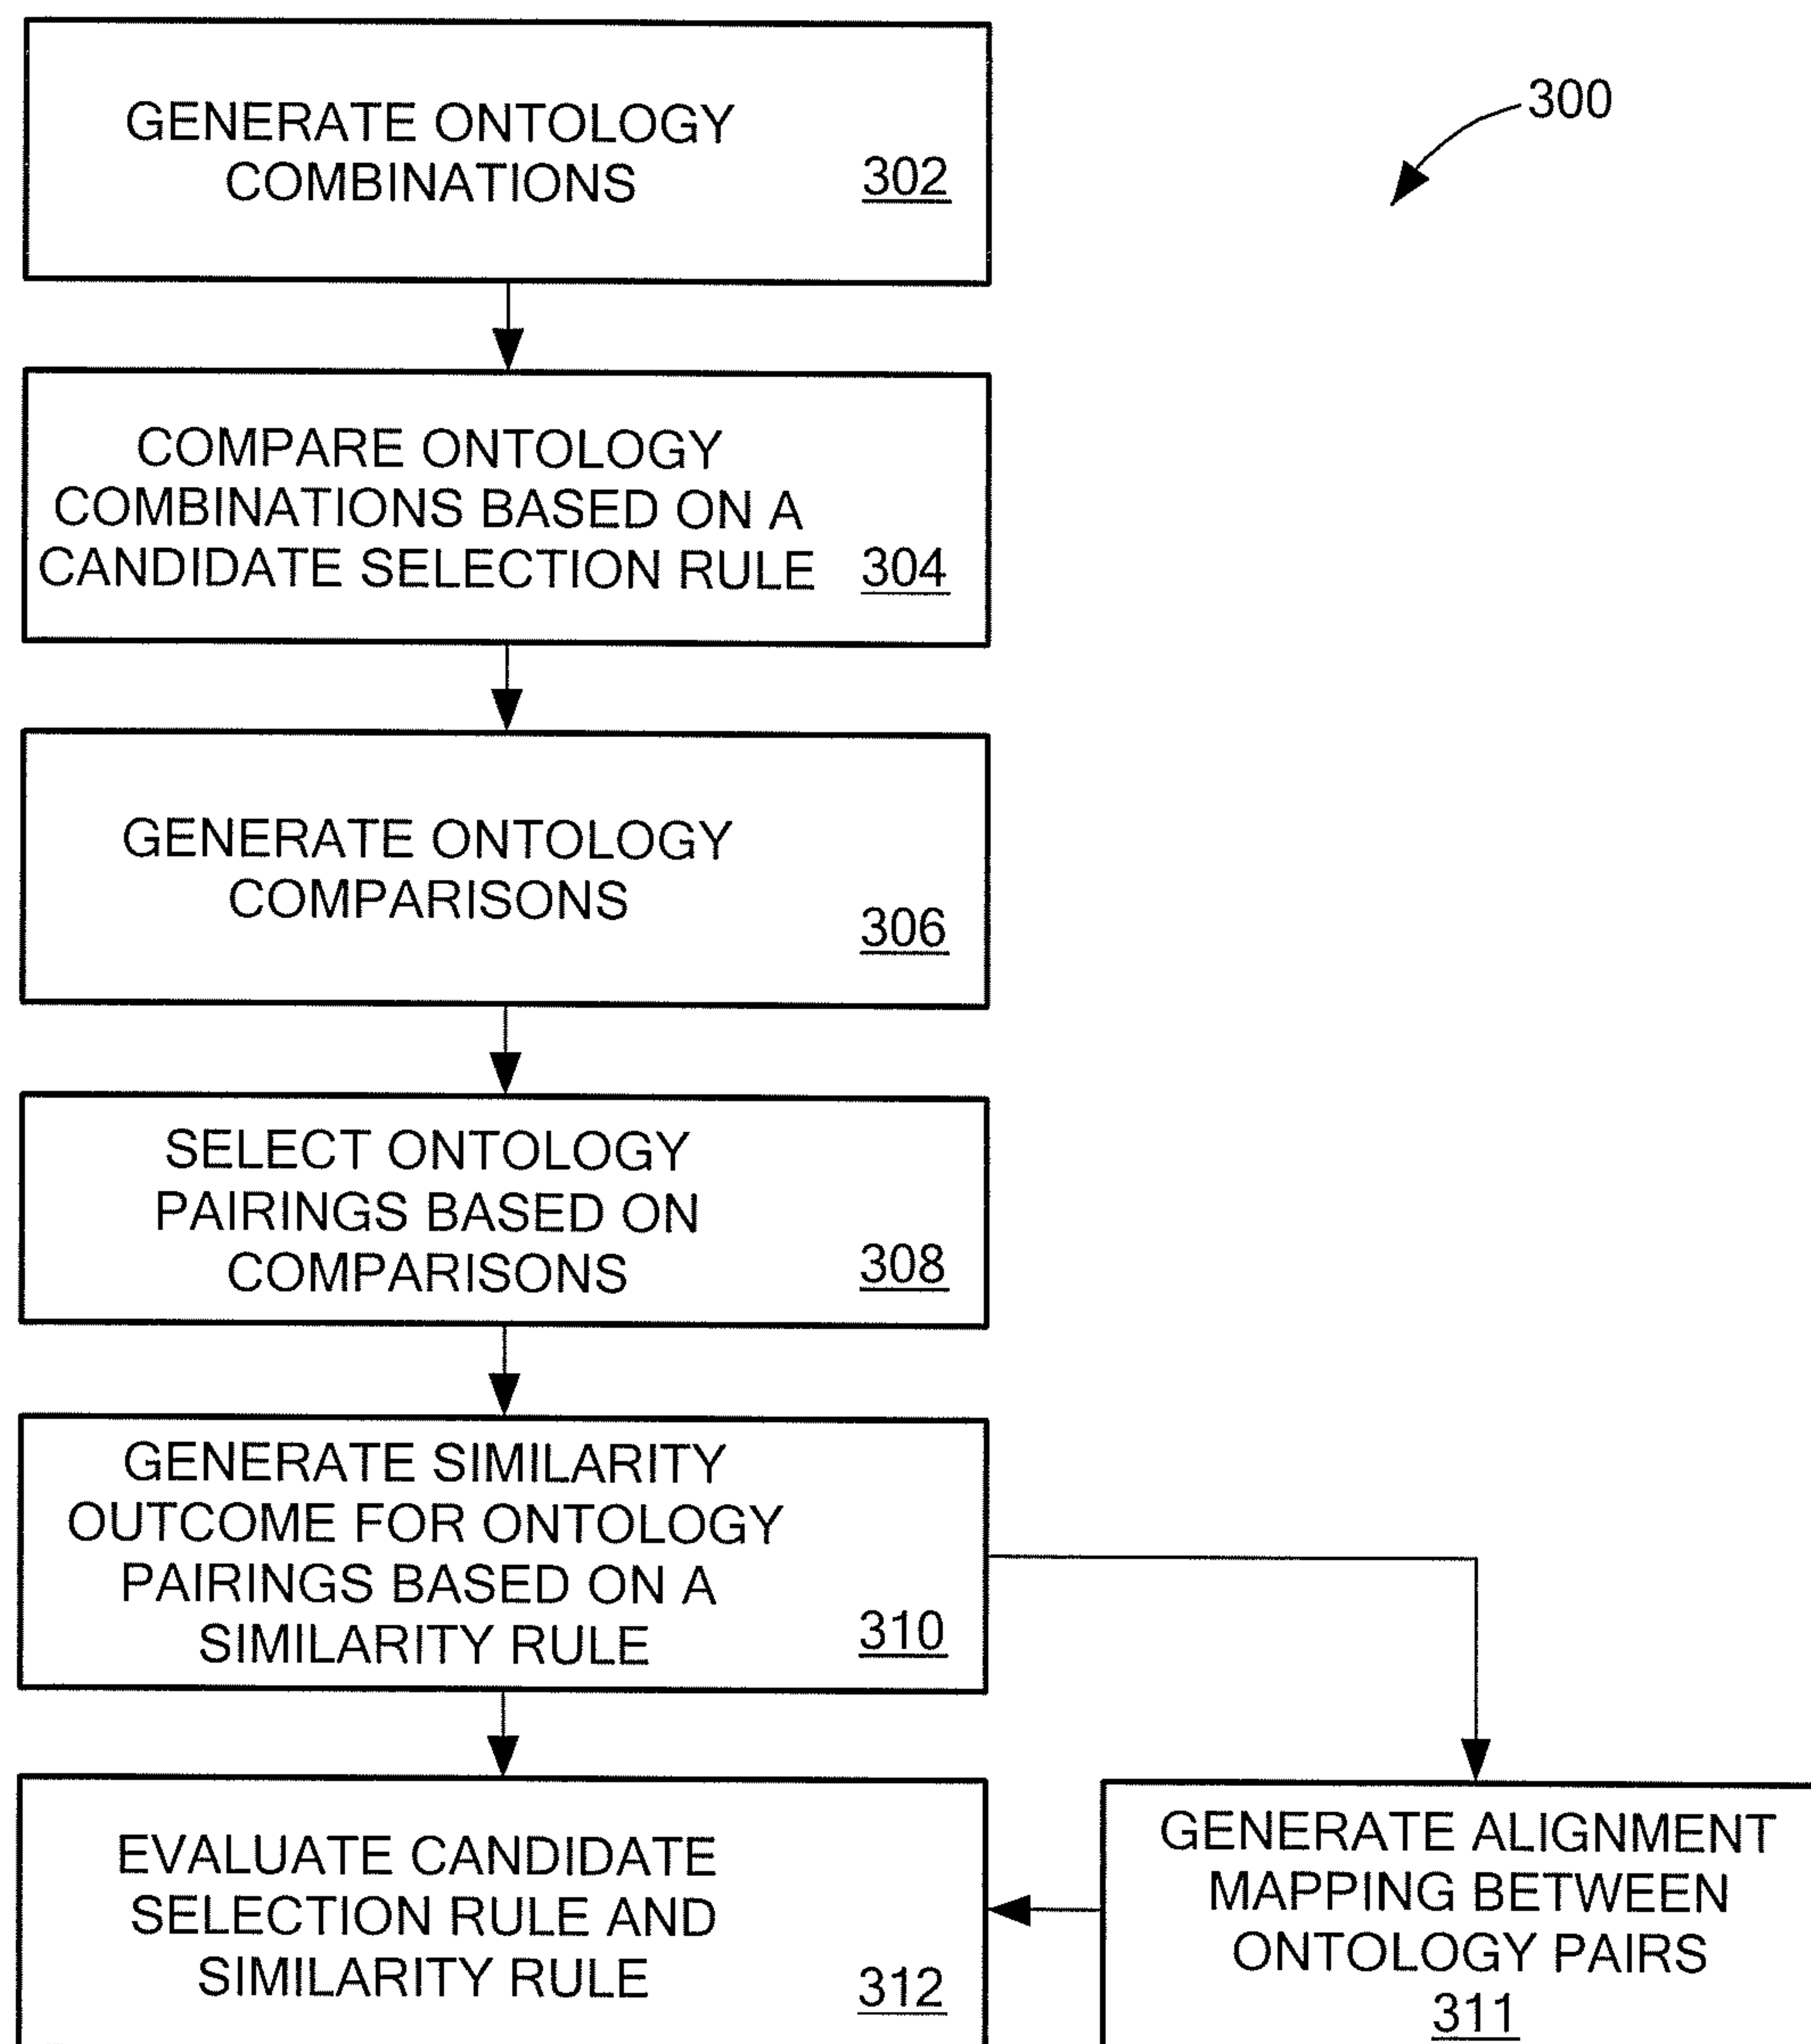 300
GENERATE ONTOLOGY
COMBINATIONS
302
COMPARE ONTOLOGY
COMBINATIONS BASED ON A
CANDIDATE SELECTION RULE
304
GENERATE ONTOLOGY
COMPARISONS
306
SELECT ONTOLOGY
PAIRINGS BASED ON
COMPARISONS
308
GENERATE SIMILARITY
OUTCOME FOR ONTOLOGY
PAIRINGS BASED ON A
SIMILARITY RULE
310
GENERATE ALIGNMENT
MAPPING BETWEEN
ONTOLOGY PAIRS
311
EVALUATE CANDIDATE
SELECTION RULE AND
SIMILARITY RULE
312